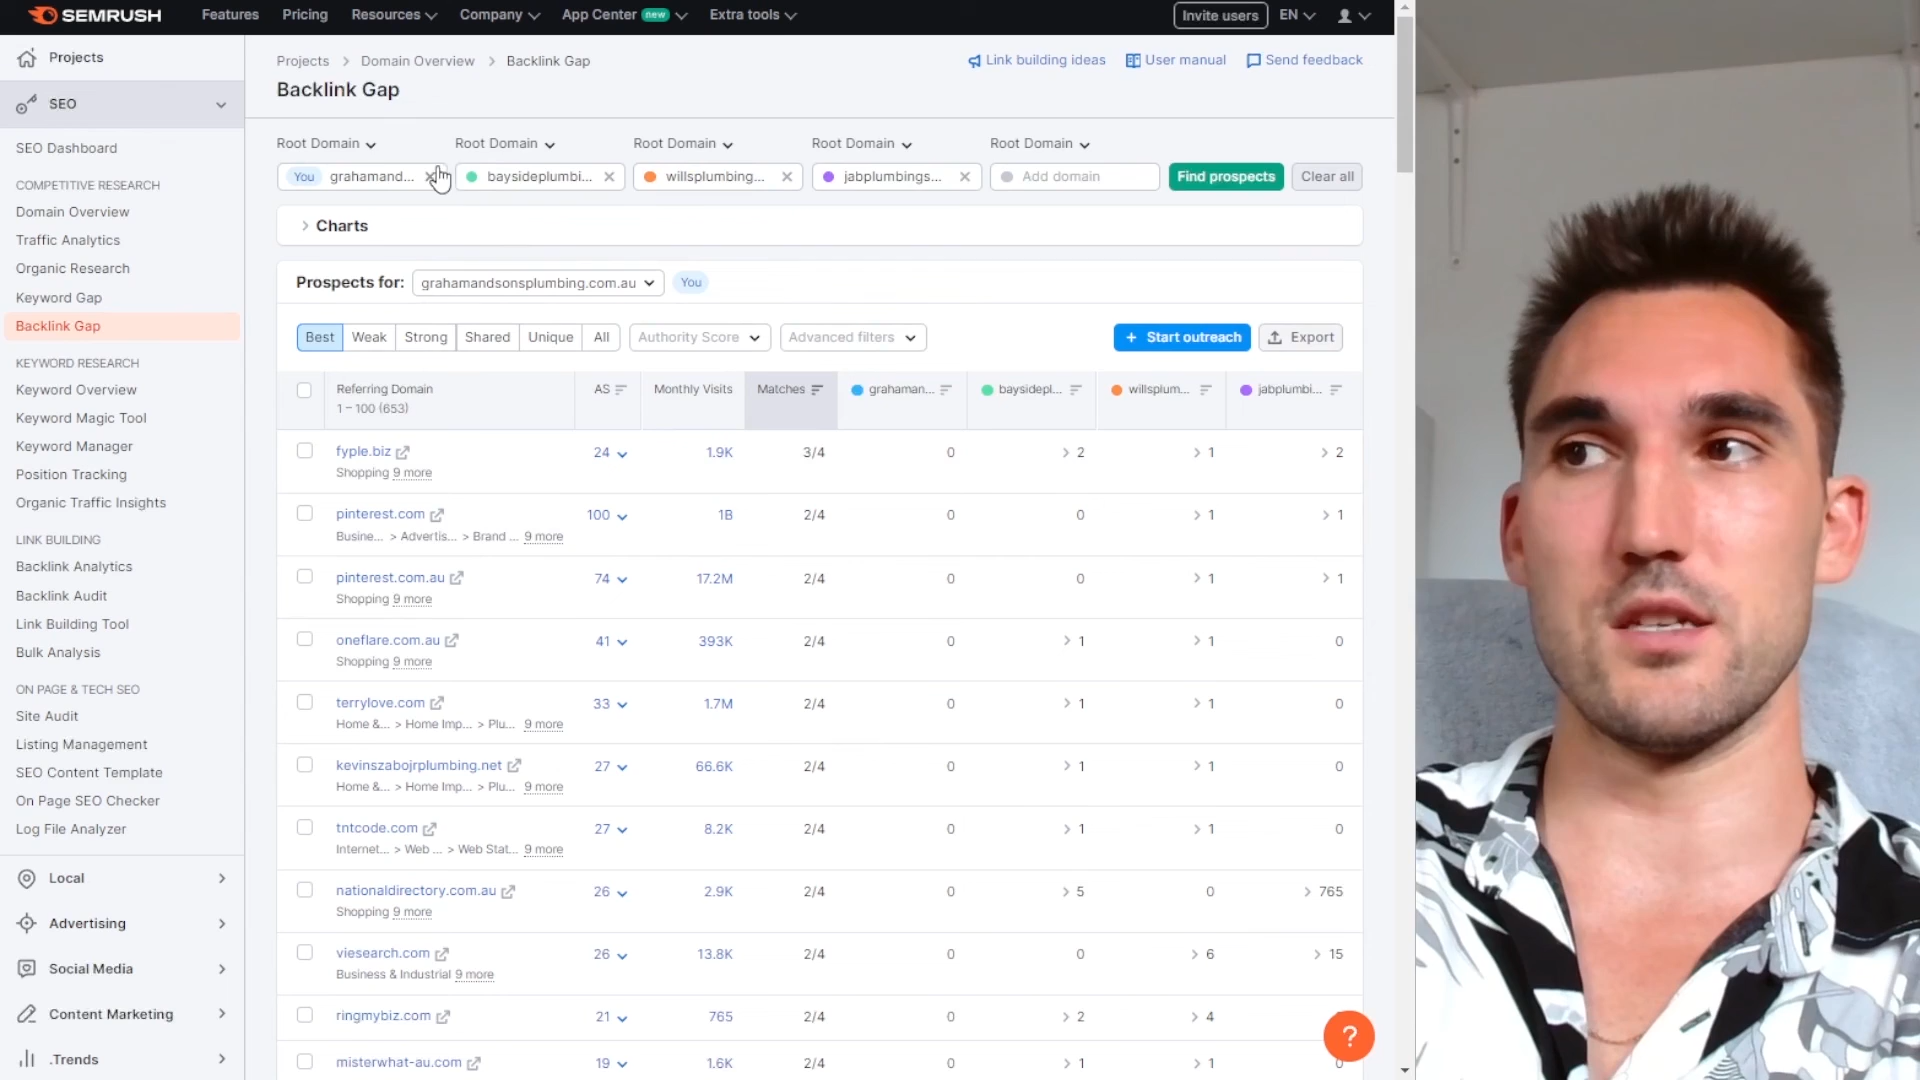 SEMRUSH
Features
Pricing
Resources
Company
App Center new
Extra tools
Invite users
EN
Projects
SEO
SEO Dashboard
COMPETITIVE RESEARCH
Domain Overview
Traffic Analytics
Organic Research
Keyword Gap
Backlink Gap
KEYWORD RESEARCH
Keyword Overview
Keyword Magic Tool
Keyword Manager
Position Tracking
Organic Traffic Insights
LINK BUILDING
Backlink Analytics
Backlink Audit
Link Building Tool
Bulk Analysis
ON PAGE & TECH SEO
Site Audit
Listing Management
SEO Content Template
On Page SEO Checker
Log File Analyzer
Local
Advertising
Social Media
Content Marketing
.Trends
Projects > Domain Overview > Backlink Gap
Link building ideas
User manual
Send feedback
Backlink Gap
Root Domain Root Domain Root Domain Root Domain Root Domain
You grahamand... baysideplumbi... willsplumbing... jabplumbings... Add domain Find prospects Clear all
Charts
Prospects for: grahamandsonsplumbing.com.au You
Best Weak Strong Shared Unique All Authority Score Advanced filters + Start outreach Export
Referring Domain AS Monthly Visits Matches grahaman... baysidepl... willsplum... jabplumbi...
1 – 100 (653)
fyple.biz 24 1.9K 3/4 0 > 2 > 1 > 2
Shopping 9 more
pinterest.com 100 1B 2/4 0 0 > 1 > 1
Busine... > Advertis... > Brand ... 9 more
pinterest.com.au 74 17.2M 2/4 0 0 > 1 > 1
Shopping 9 more
oneflare.com.au 41 393K 2/4 0 > 1 > 1 0
Shopping 9 more
terrylove.com 33 1.7M 2/4 0 > 1 > 1 0
Home &... > Home Imp... > Plu... 9 more
kevinszabojrplumbing.net 27 66.6K 2/4 0 > 1 > 1 0
Home &... > Home Imp... > Plu... 9 more
tntcode.com 27 8.2K 2/4 0 > 1 > 1 0
Internet... > Web ... > Web Stat... 9 more
nationaldirectory.com.au 26 2.9K 2/4 0 > 5 0 > 765
Shopping 9 more
viesearch.com 26 13.8K 2/4 0 0 > 6 > 15
Business & Industrial 9 more
ringmybiz.com 21 765 2/4 0 > 2 > 4
misterwhat-au.com 19 1.6K 2/4 0 > 1 > 1 0
?